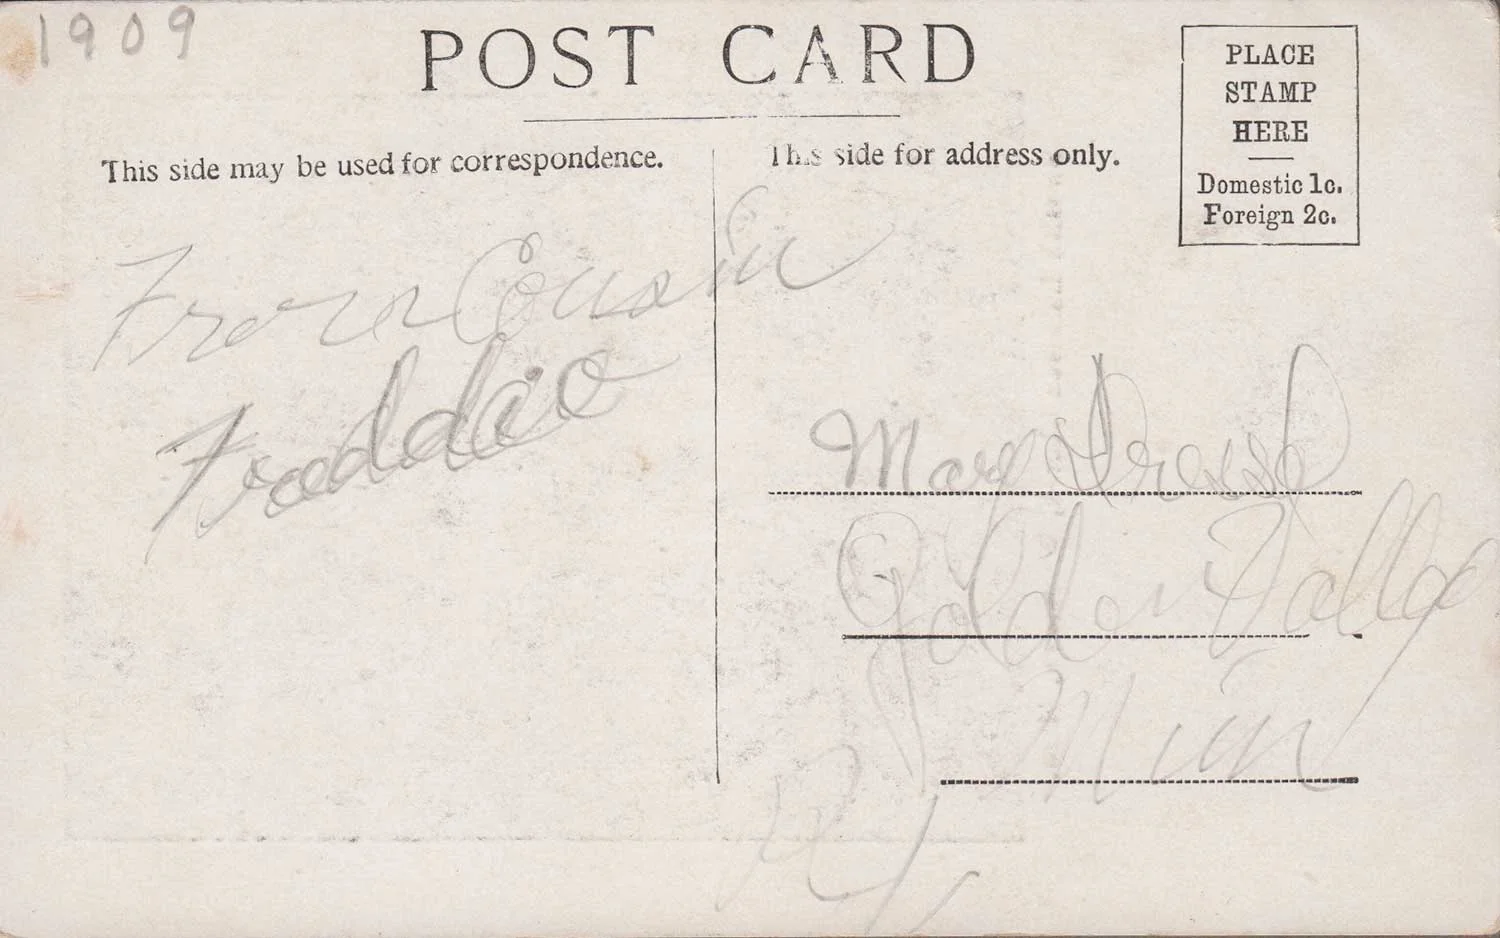 1909
POST CARD
PLACE
STAMP
HERE
Domestic 1c.
Foreign 2c.
This side may be used for correspondence.
This side for address only.
From Cousin
Freddie
Mary
Golden Valley
Minn